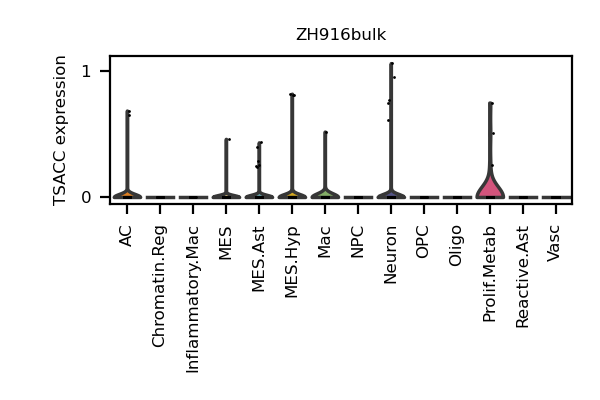 ZH916bulk
TSACC expression
1
0
AC
Chromatin.Reg
Inflammatory.Mac
MES
MES.Ast
MES.Hyp
Mac
NPC
Neuron
OPC
Oligo
Prolif.Metab
Reactive.Ast
Vasc